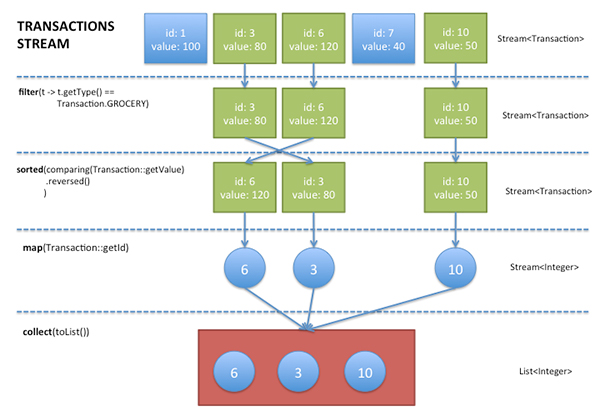 TRANSACTIONS
STREAM
id: 1
value: 100
id: 3
value: 80
id: 6
value: 120
id: 7
value: 40
id: 10
value: 50
Stream<Transaction>
filter(t -> t.getType() ==
Transaction.GROCERY)
id: 3
value: 80
id: 6
value: 120
id: 10
value: 50
Stream<Transaction>
sorted(comparing(Transaction::getValue)
.reversed()
)
id: 6
value: 120
id: 3
value: 80
id: 10
value: 50
Stream<Transaction>
map(Transaction::getId)
6
3
10
Stream<Integer>
collect(toList())
6
3
10
List<Integer>